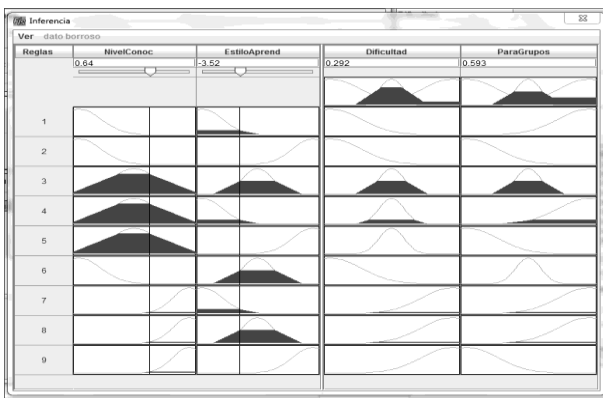 Inferencia
Ver dato borroso
Reglas NivelConoc EstiloAprend Dificultad ParaGrupos
0.64 -3.52 0.292 0.593
1
2
3
4
5
6
7
8
9